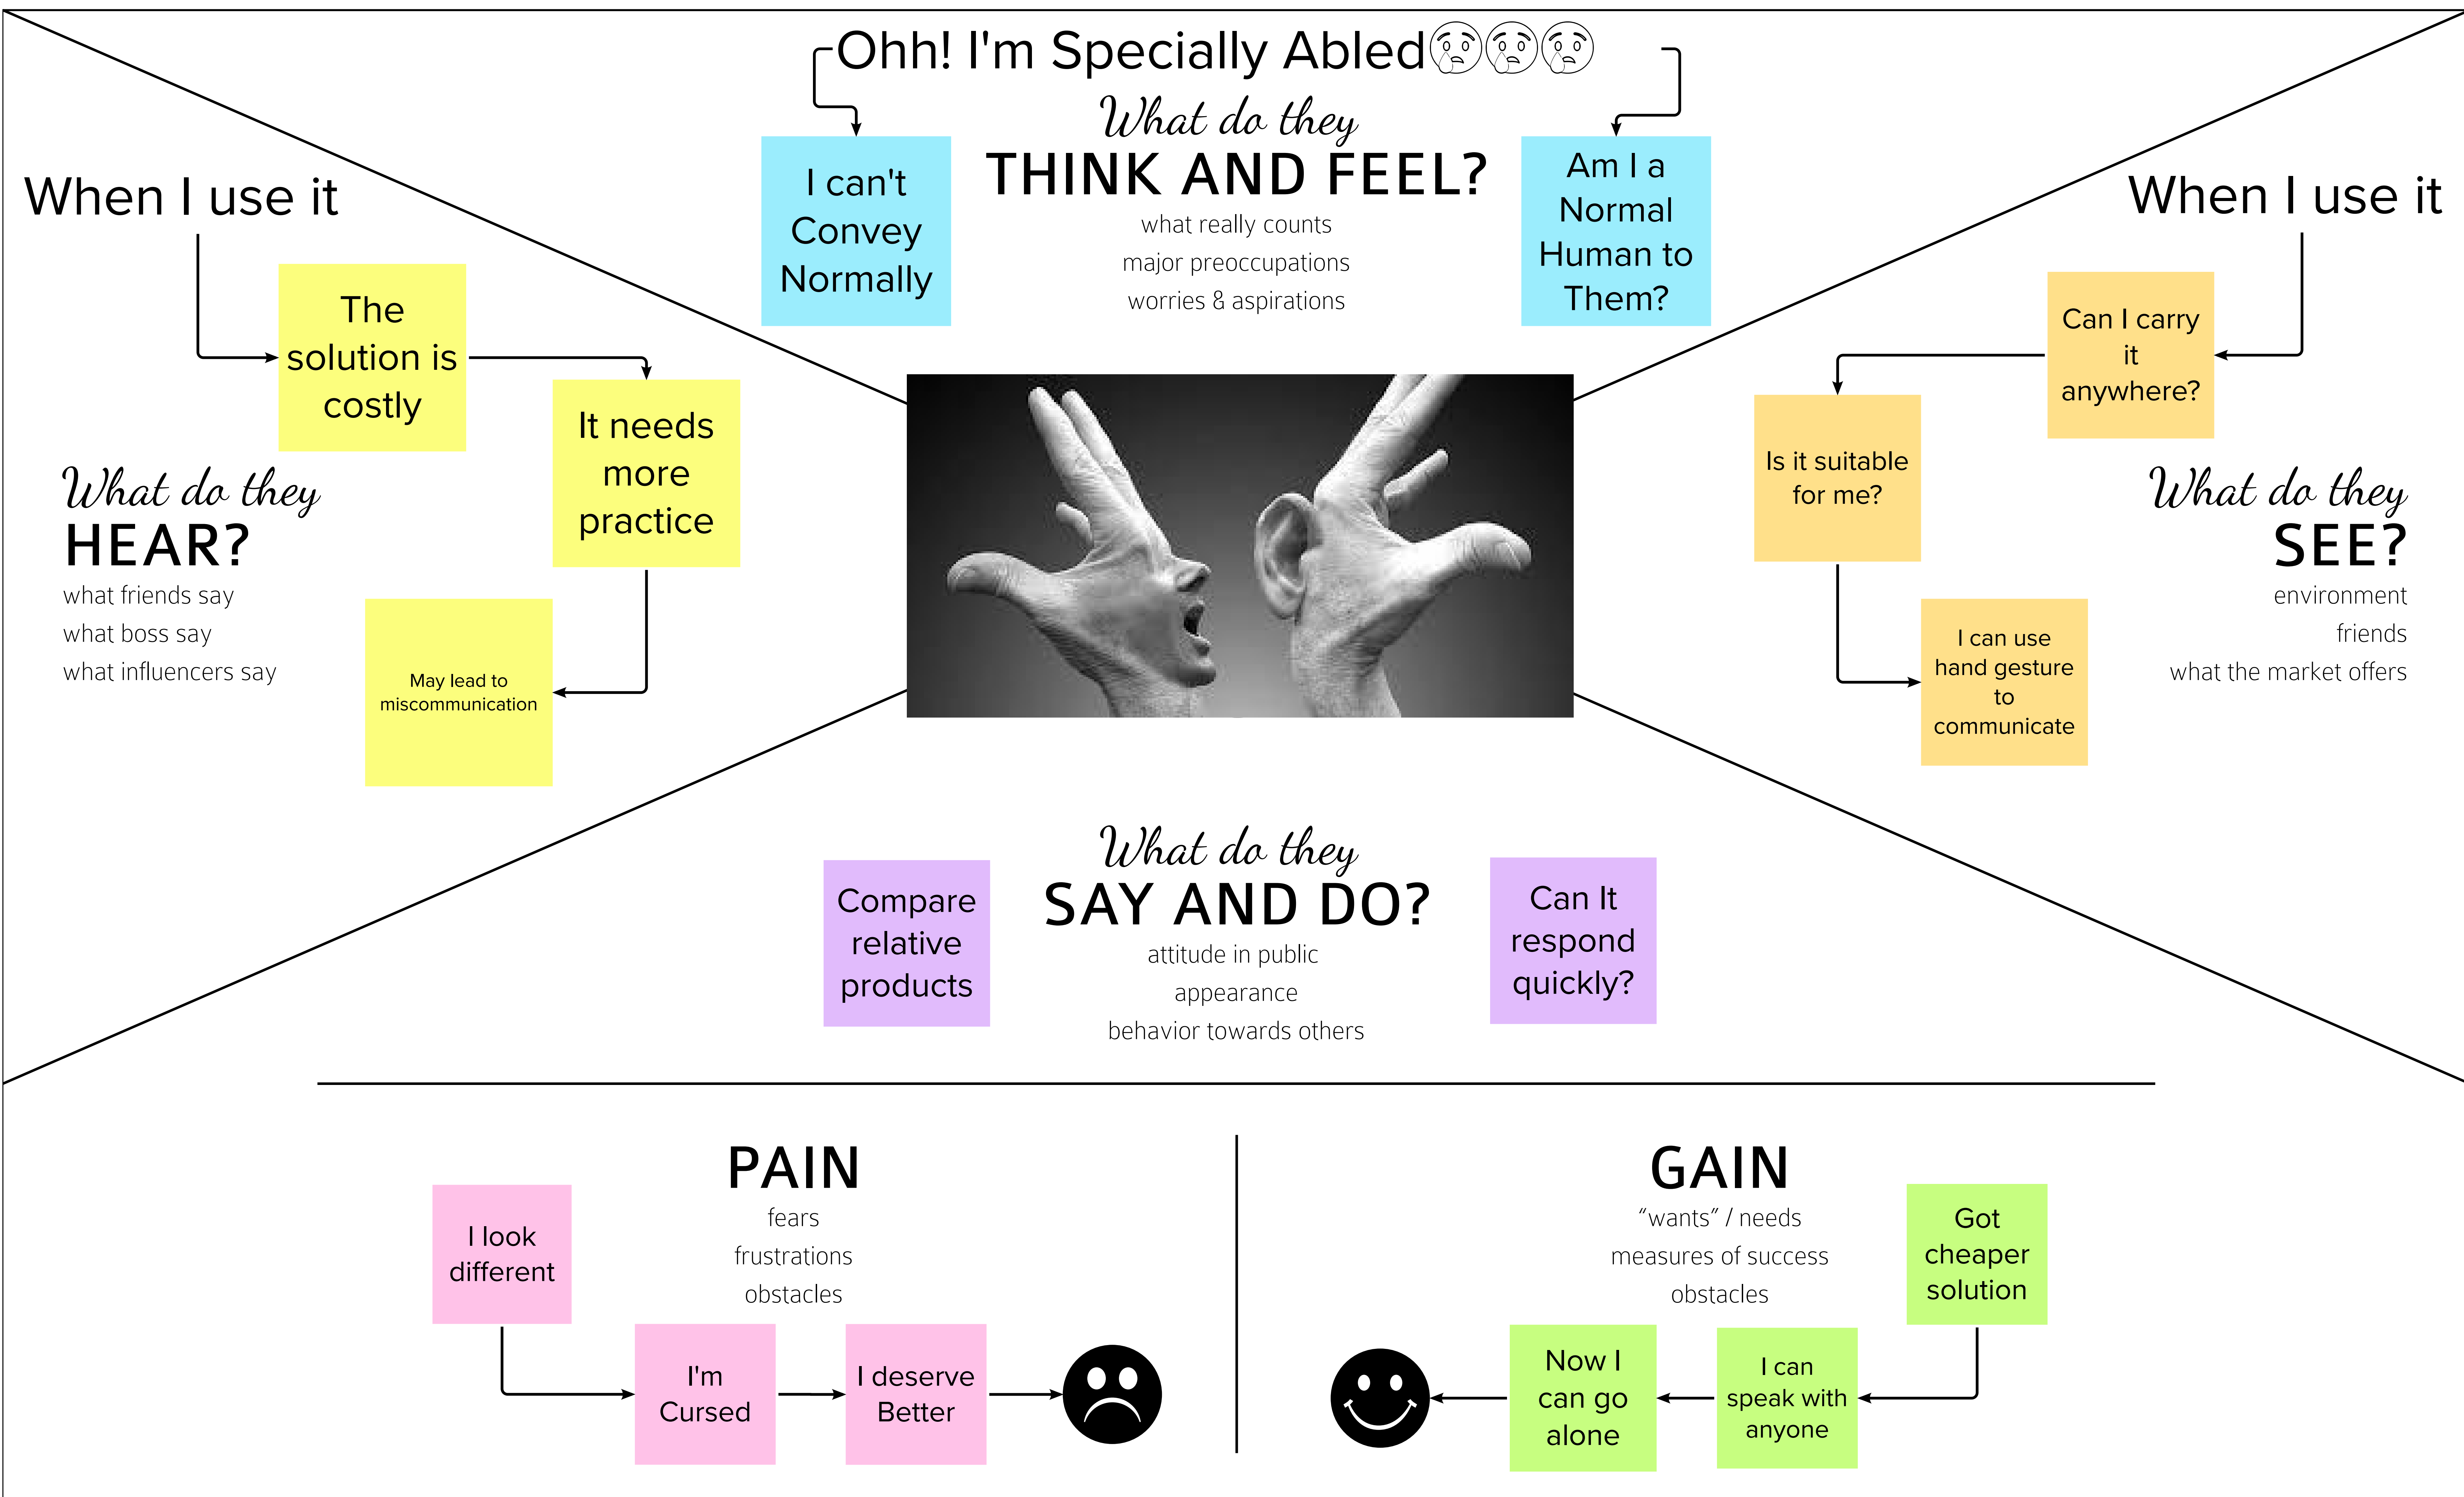 Ohh! I'm Specially Abled😢😢😢
What do they
THINK AND FEEL?
what really counts
major preoccupations
worries & aspirations
I can't
Convey
Normally
Am I a
Normal
Human to
Them?
When I use it
The
solution is
costly
It needs
more
practice
May lead to
miscommunication
What do they
HEAR?
what friends say
what boss say
what influencers say
When I use it
Can I carry
it
anywhere?
Is it suitable
for me?
I can use
hand gesture
to
communicate
What do they
SEE?
environment
friends
what the market offers
What do they
SAY AND DO?
attitude in public
appearance
behavior towards others
Compare
relative
products
Can It
respond
quickly?
PAIN
fears
frustrations
obstacles
I look
different
I'm
Cursed
I deserve
Better
GAIN
“wants” / needs
measures of success
obstacles
Got
cheaper
solution
I can
speak with
anyone
Now I
can go
alone